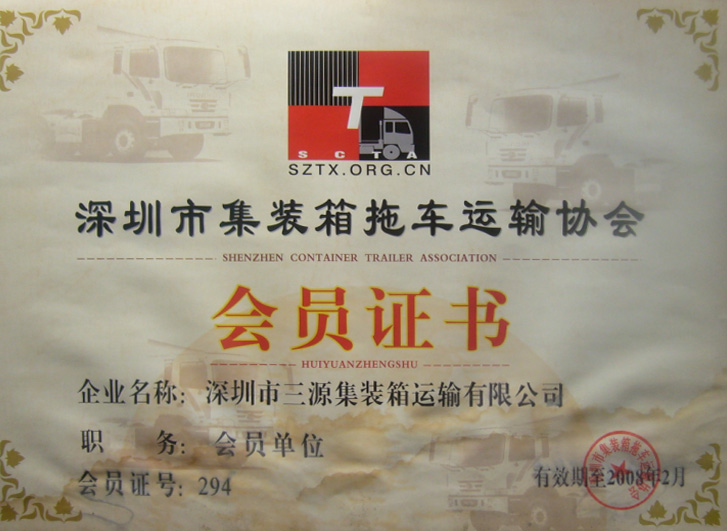 T
SCTA
SZTX.ORG.CN
深圳市集装箱拖车运输协会
SHENZHEN CONTAINER TRAILER ASSOCIATION
会员证书
HUIYUANZHENGSHU
企业名称：深圳市三源集装箱运输有限公司
职 务：会员单位
会员证号：294
有效期至2008年2月